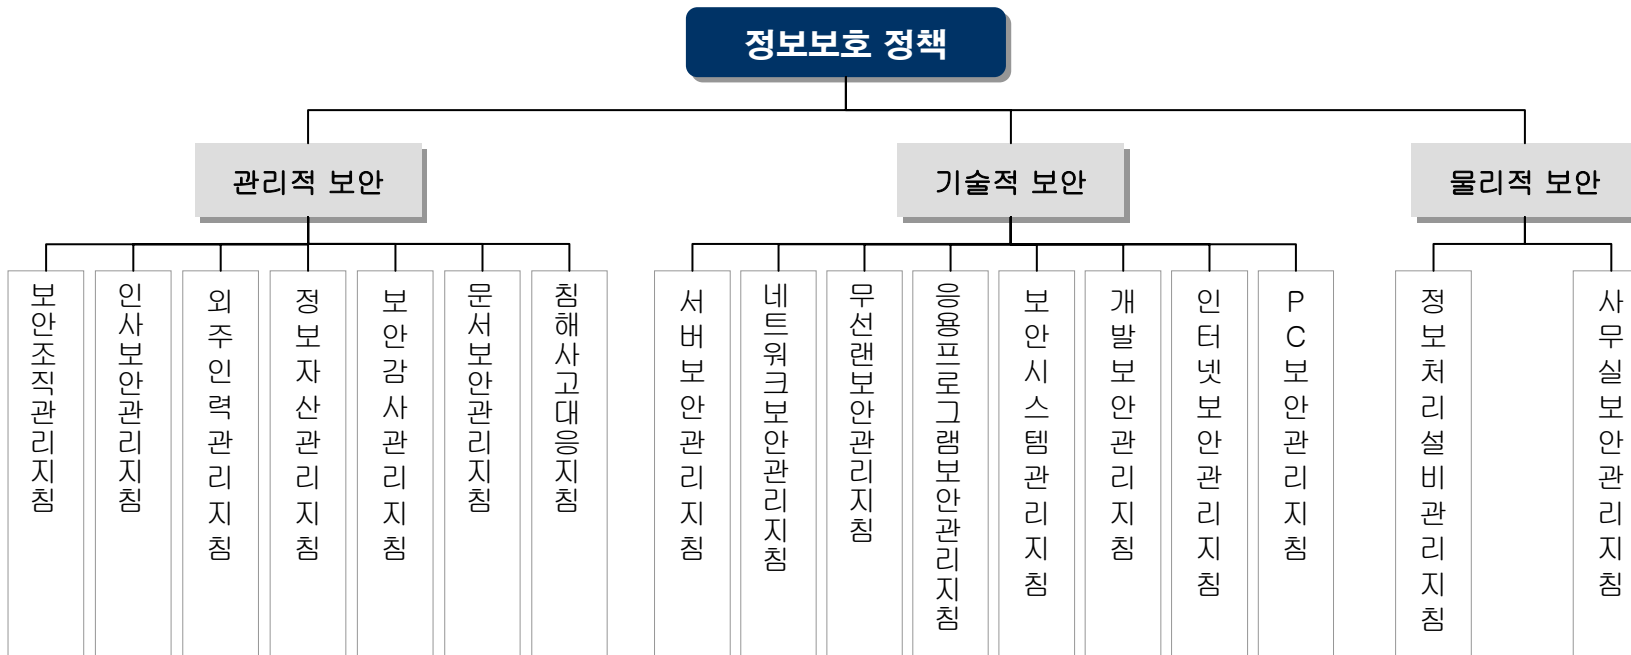 정보보호 정책
관리적 보안
기술적 보안
물리적 보안
보안조직관리지침
인사보안관리지침
외주인력관리지침
정보자산관리지침
보안감사관리지침
문서보안관리지침
침해사고대응지침
서버보안관리지침
네트워크보안관리지침
무선랜보안관리지침
응용프로그램보안관리지침
보안시스템관리지침
개발보안관리지침
인터넷보안관리지침
PC보안관리지침
정보처리설비관리지침
사무실보안관리지침